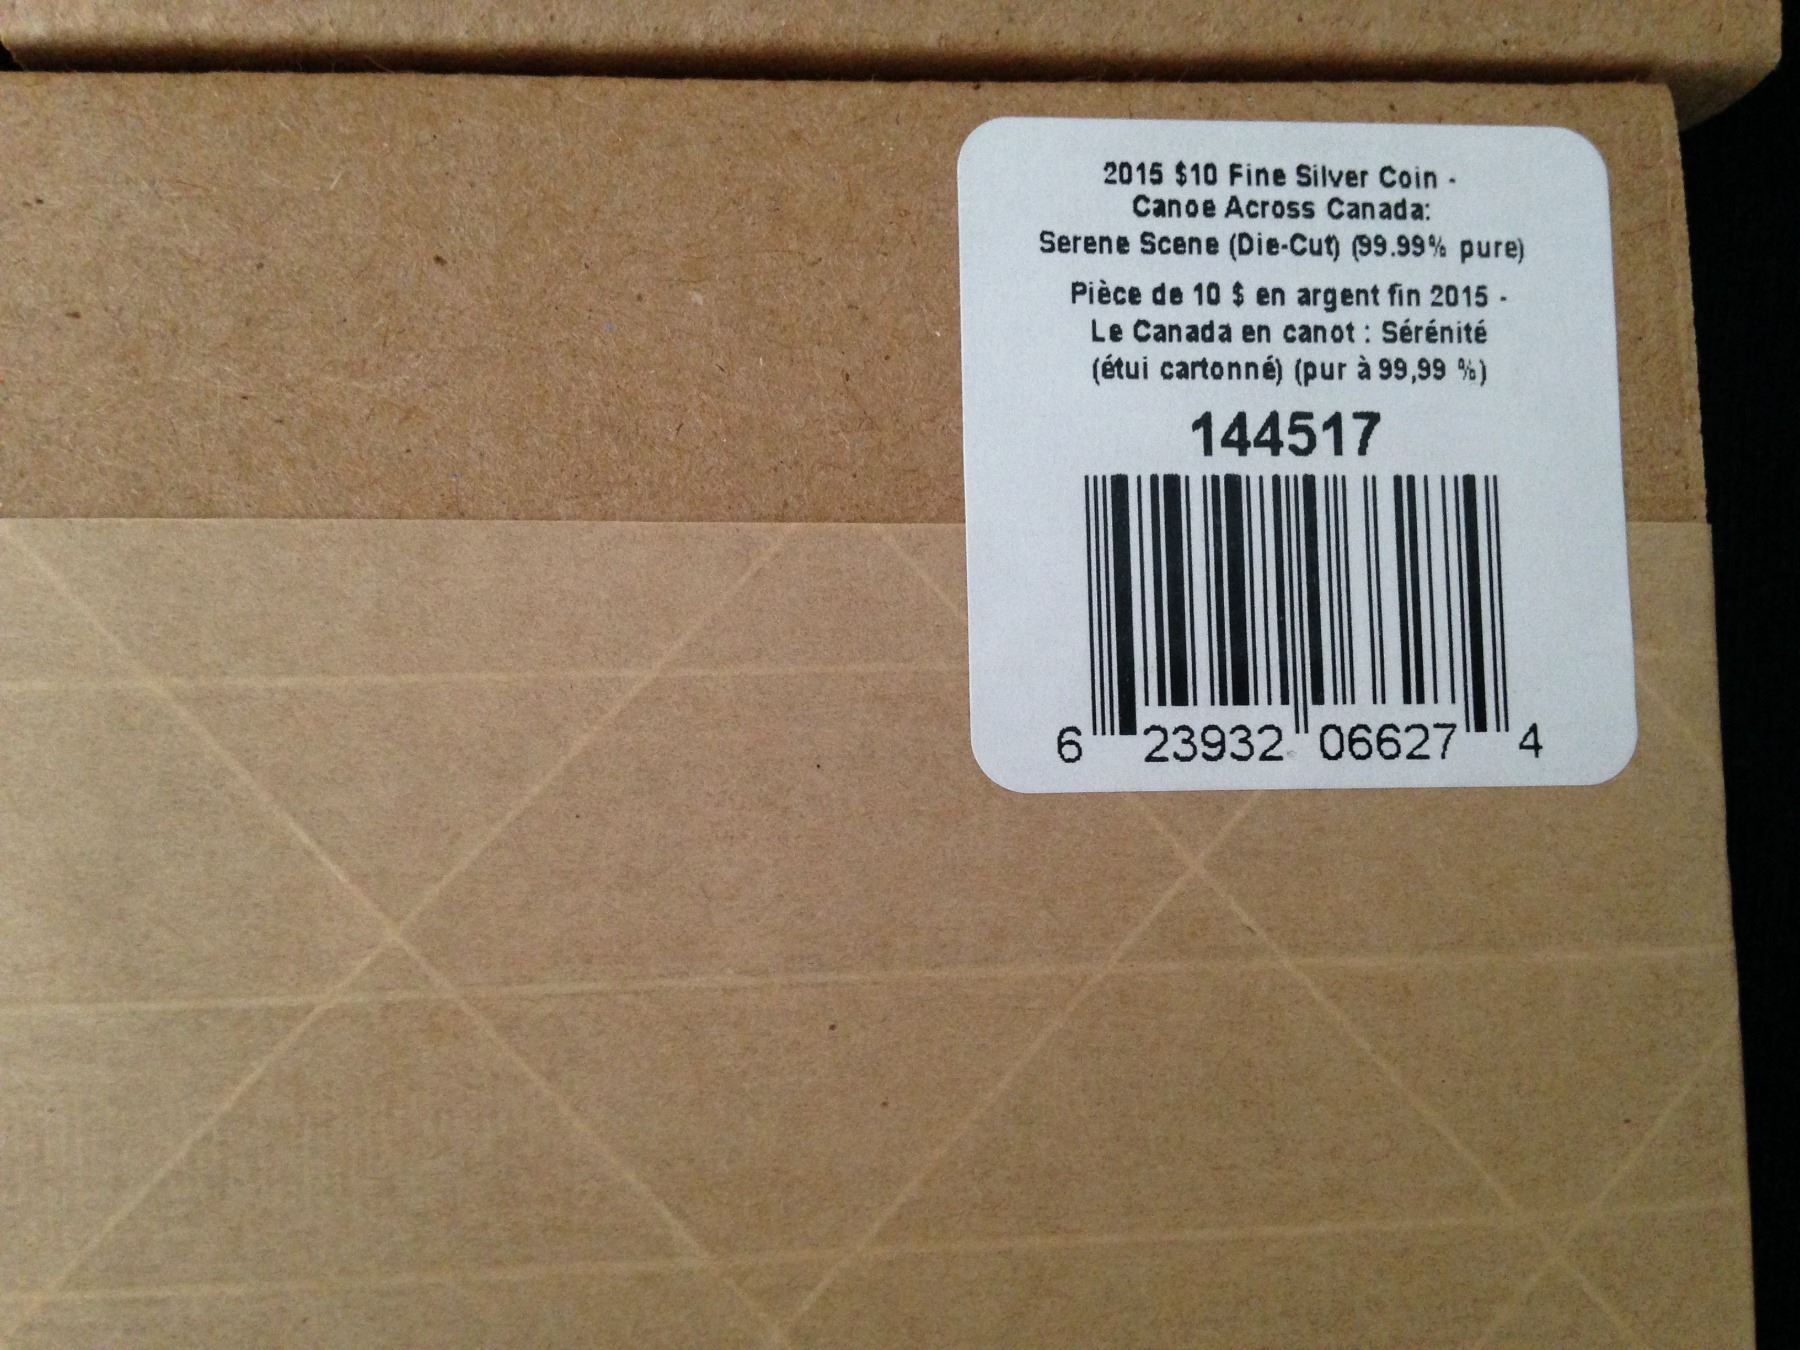 2015 $10 Fine Silver Coin -
Canoe Across Canada:
Serene Scene (Die-Cut) (99.99% pure)
Pièce de 10 $ en argent fin 2015 -
Le Canada en canot : Sérénité
(étui cartonné) (pur à 99,99 %)
144517
6 23932 06627 4